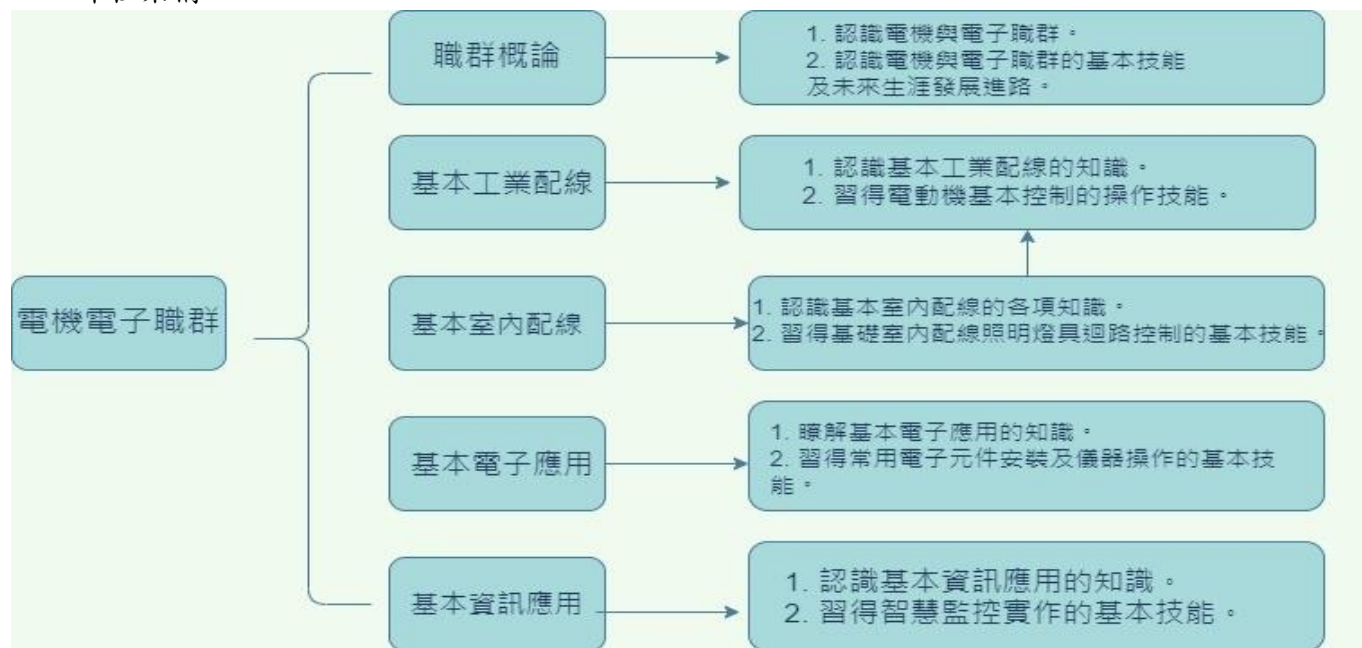 職群概論
1. 認識電機與電子職群。
2. 認識電機與電子職群的基本技能
及未來生涯發展進路。
基本工業配線
1. 認識基本工業配線的知識。
2. 習得電動機基本控制的操作技能。
電機電子職群
基本室內配線
1. 認識基本室內配線的各項知識。
2. 習得基礎室內配線照明燈具迴路控制的基本技能。
基本電子應用
1. 瞭解基本電子應用的知識。
2. 習得常用電子元件安裝及儀器操作的基本技
能。
基本資訊應用
1. 認識基本資訊應用的知識。
2. 習得智慧監控實作的基本技能。